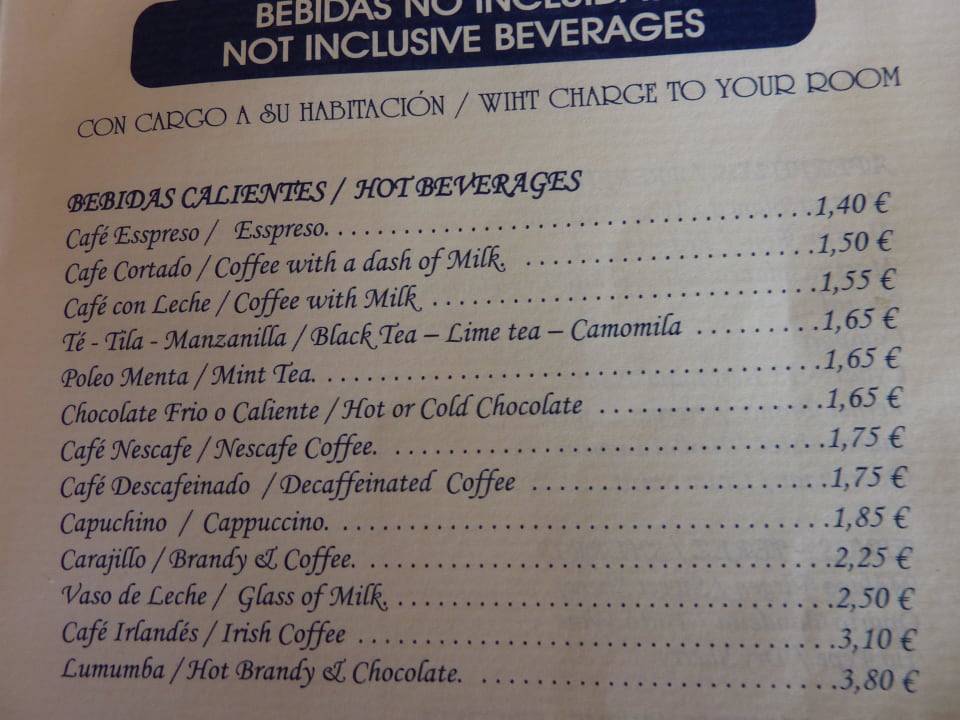 BEBIDAS NO INCLUIDAS
NOT INCLUSIVE BEVERAGES
CON CARGO A SU HABITACIÓN / WIHT CHARGE TO YOUR ROOM
BEBIDAS CALIENTES / HOT BEVERAGES
Café Esspreso / Esspreso. . . . . . . . . . . . . . . . . . . . . . . . . . . . . . . . 1,40 €
Cafe Cortado / Coffee with a dash of Milk. . . . . . . . . . . . . . . . . . . . 1,50 €
Café con Leche / Coffee with Milk . . . . . . . . . . . . . . . . . . . . . . . . . 1,55 €
Té - Tila - Manzanilla / Black Tea – Lime tea – Camomila . . . . . . . . 1,65 €
Poleo Menta / Mint Tea. . . . . . . . . . . . . . . . . . . . . . . . . . . . . . . . . 1,65 €
Chocolate Frio o Caliente / Hot or Cold Chocolate . . . . . . . . . . . . . . 1,65 €
Café Nescafe / Nescafe Coffee. . . . . . . . . . . . . . . . . . . . . . . . . . . . 1,75 €
Café Descafeinado / Decaffeinated Coffee . . . . . . . . . . . . . . . . . . . 1,75 €
Capuchino / Cappuccino. . . . . . . . . . . . . . . . . . . . . . . . . . . . . . . . 1,85 €
Carajillo / Brandy & Coffee. . . . . . . . . . . . . . . . . . . . . . . . . . . . . . 2,25 €
Vaso de Leche / Glass of Milk. . . . . . . . . . . . . . . . . . . . . . . . . . . . 2,50 €
Café Irlandés / Irish Coffee . . . . . . . . . . . . . . . . . . . . . . . . . . . . . 3,10 €
Lumumba / Hot Brandy & Chocolate. . . . . . . . . . . . . . . . . . . . . . . 3,80 €